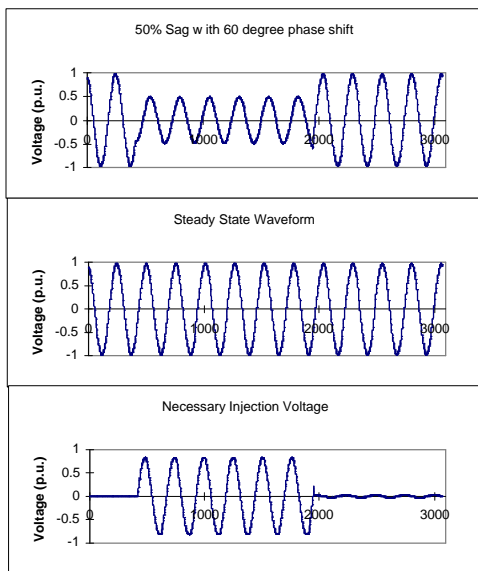 50% Sag w ith 60 degree phase shift
Voltage (p.u.)
1
0.5
0
-0.5
-1
0 1000 2000 3000
Steady State Waveform
Voltage (p.u.)
1
0.5
0
-0.5
-1
0 1000 2000 3000
Necessary Injection Voltage
Voltage (p.u.)
1
0.5
0
-0.5
-1
0 1000 2000 3000